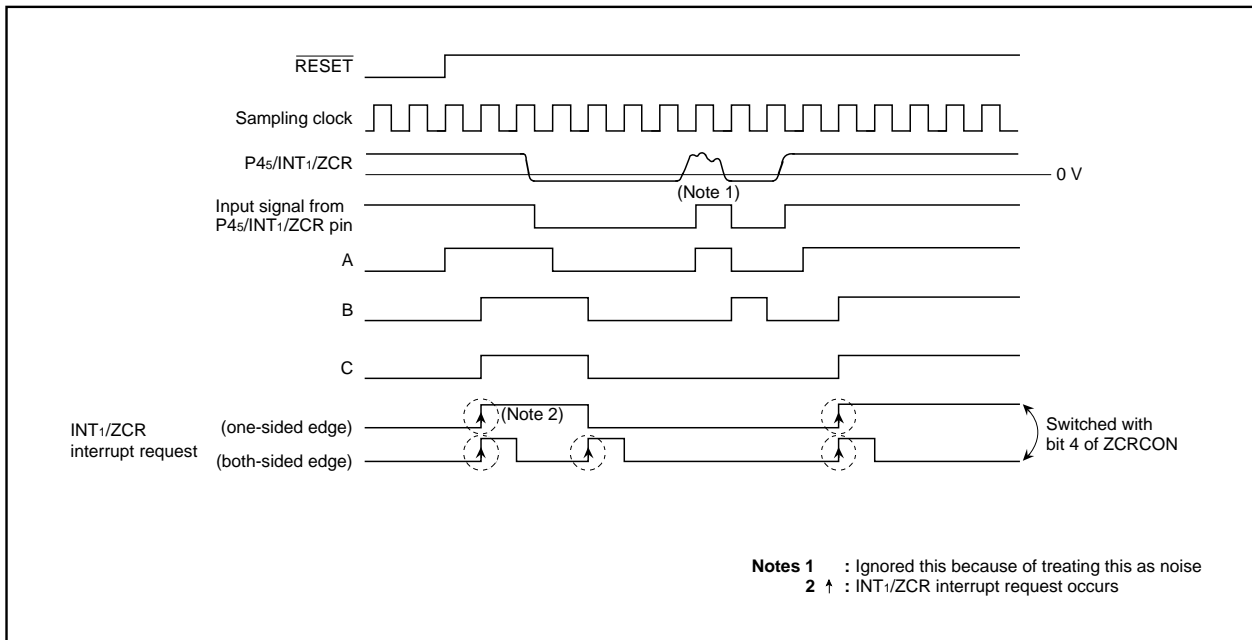 RESET
Sampling clock
P45/INT1/ZCR
0 V
(Note 1)
Input signal from
P45/INT1/ZCR pin
A
B
C
(Note 2)
INT1/ZCR
interrupt request
(one-sided edge)
(both-sided edge)
Switched with
bit 4 of ZCRCON
Notes 1 : Ignored this because of treating this as noise
2 ↑ : INT1/ZCR interrupt request occurs